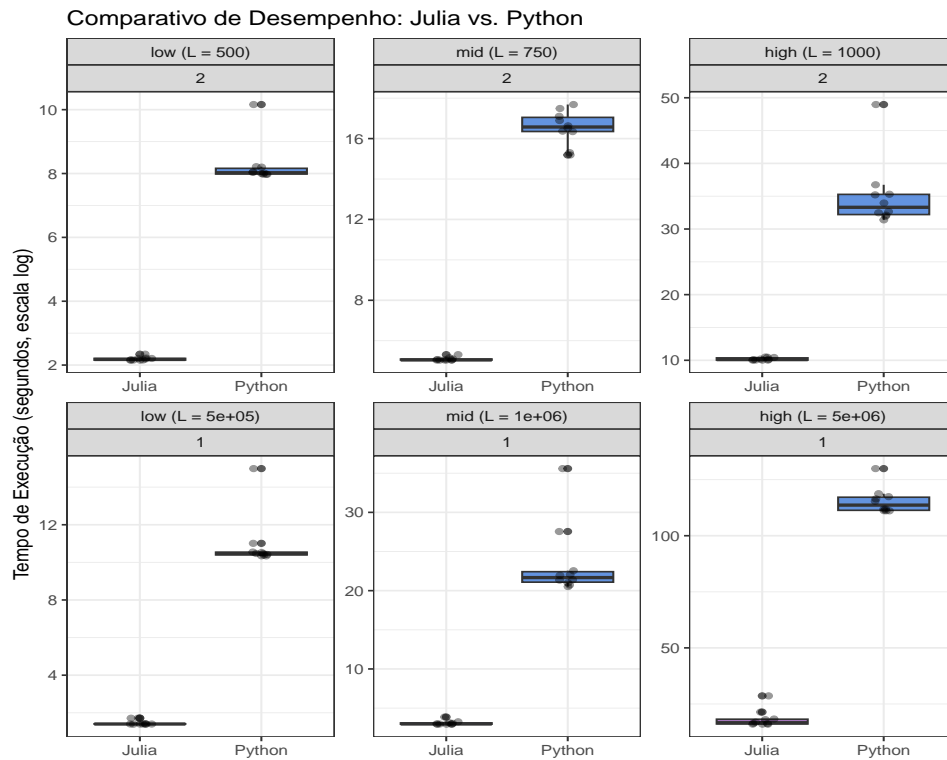 Comparativo de Desempenho: Julia vs. Python
Tempo de Execução (segundos, escala log)
low (L = 500)
2
10
8
6
4
2
Julia Python
mid (L = 750)
2
16
12
8
Julia Python
high (L = 1000)
2
50
40
30
20
10
Julia Python
low (L = 5e+05)
1
12
8
4
Julia Python
mid (L = 1e+06)
1
30
20
10
Julia Python
high (L = 5e+06)
1
100
50
Julia Python